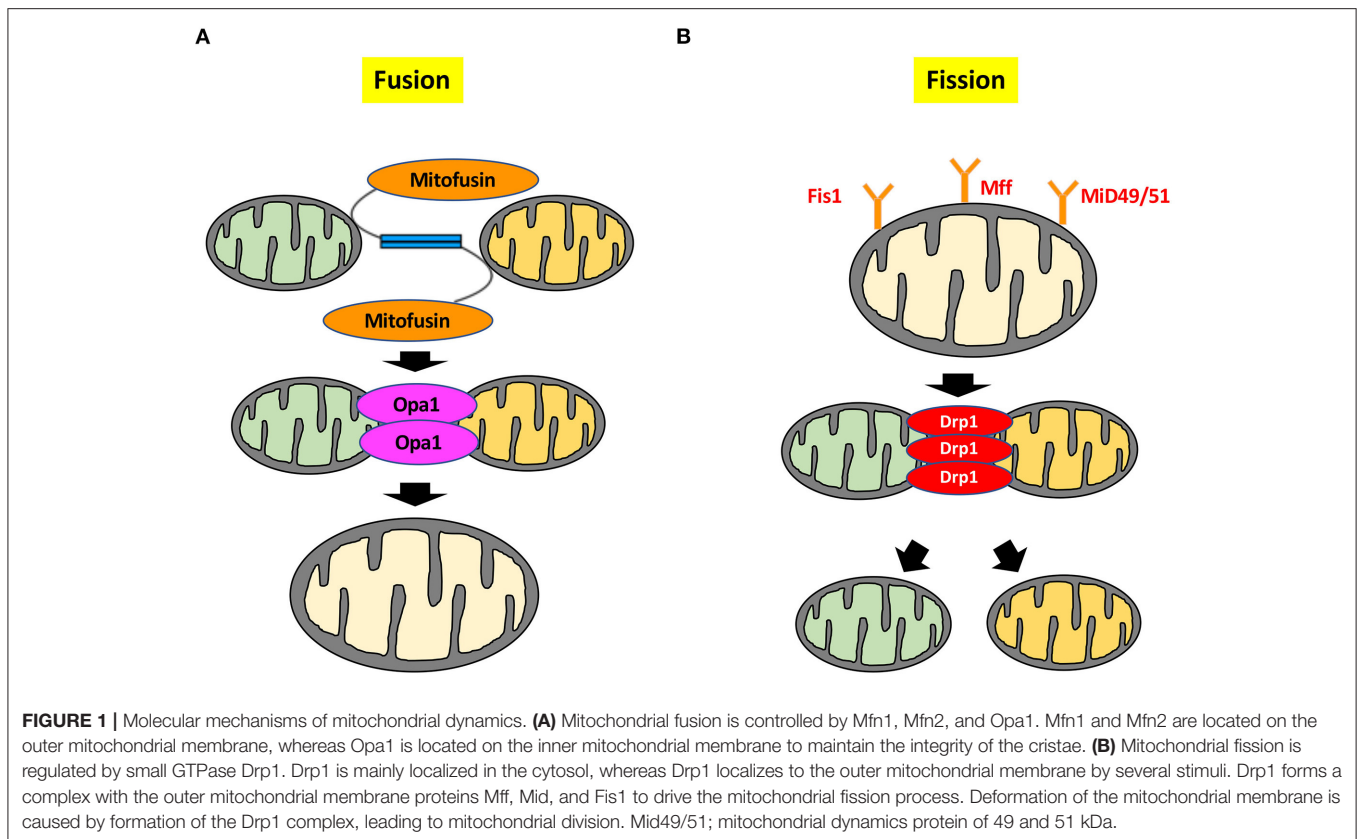 A
Fusion
Mitofusin
Mitofusin
Opa1
Opa1
B
Fission
Fis1
Mff
MiD49/51
Drp1
Drp1
Drp1
FIGURE 1 | Molecular mechanisms of mitochondrial dynamics. (A) Mitochondrial fusion is controlled by Mfn1, Mfn2, and Opa1. Mfn1 and Mfn2 are located on the
outer mitochondrial membrane, whereas Opa1 is located on the inner mitochondrial membrane to maintain the integrity of the cristae. (B) Mitochondrial fission is
regulated by small GTPase Drp1. Drp1 is mainly localized in the cytosol, whereas Drp1 localizes to the outer mitochondrial membrane by several stimuli. Drp1 forms a
complex with the outer mitochondrial membrane proteins Mff, Mid, and Fis1 to drive the mitochondrial fission process. Deformation of the mitochondrial membrane is
caused by formation of the Drp1 complex, leading to mitochondrial division. Mid49/51; mitochondrial dynamics protein of 49 and 51 kDa.